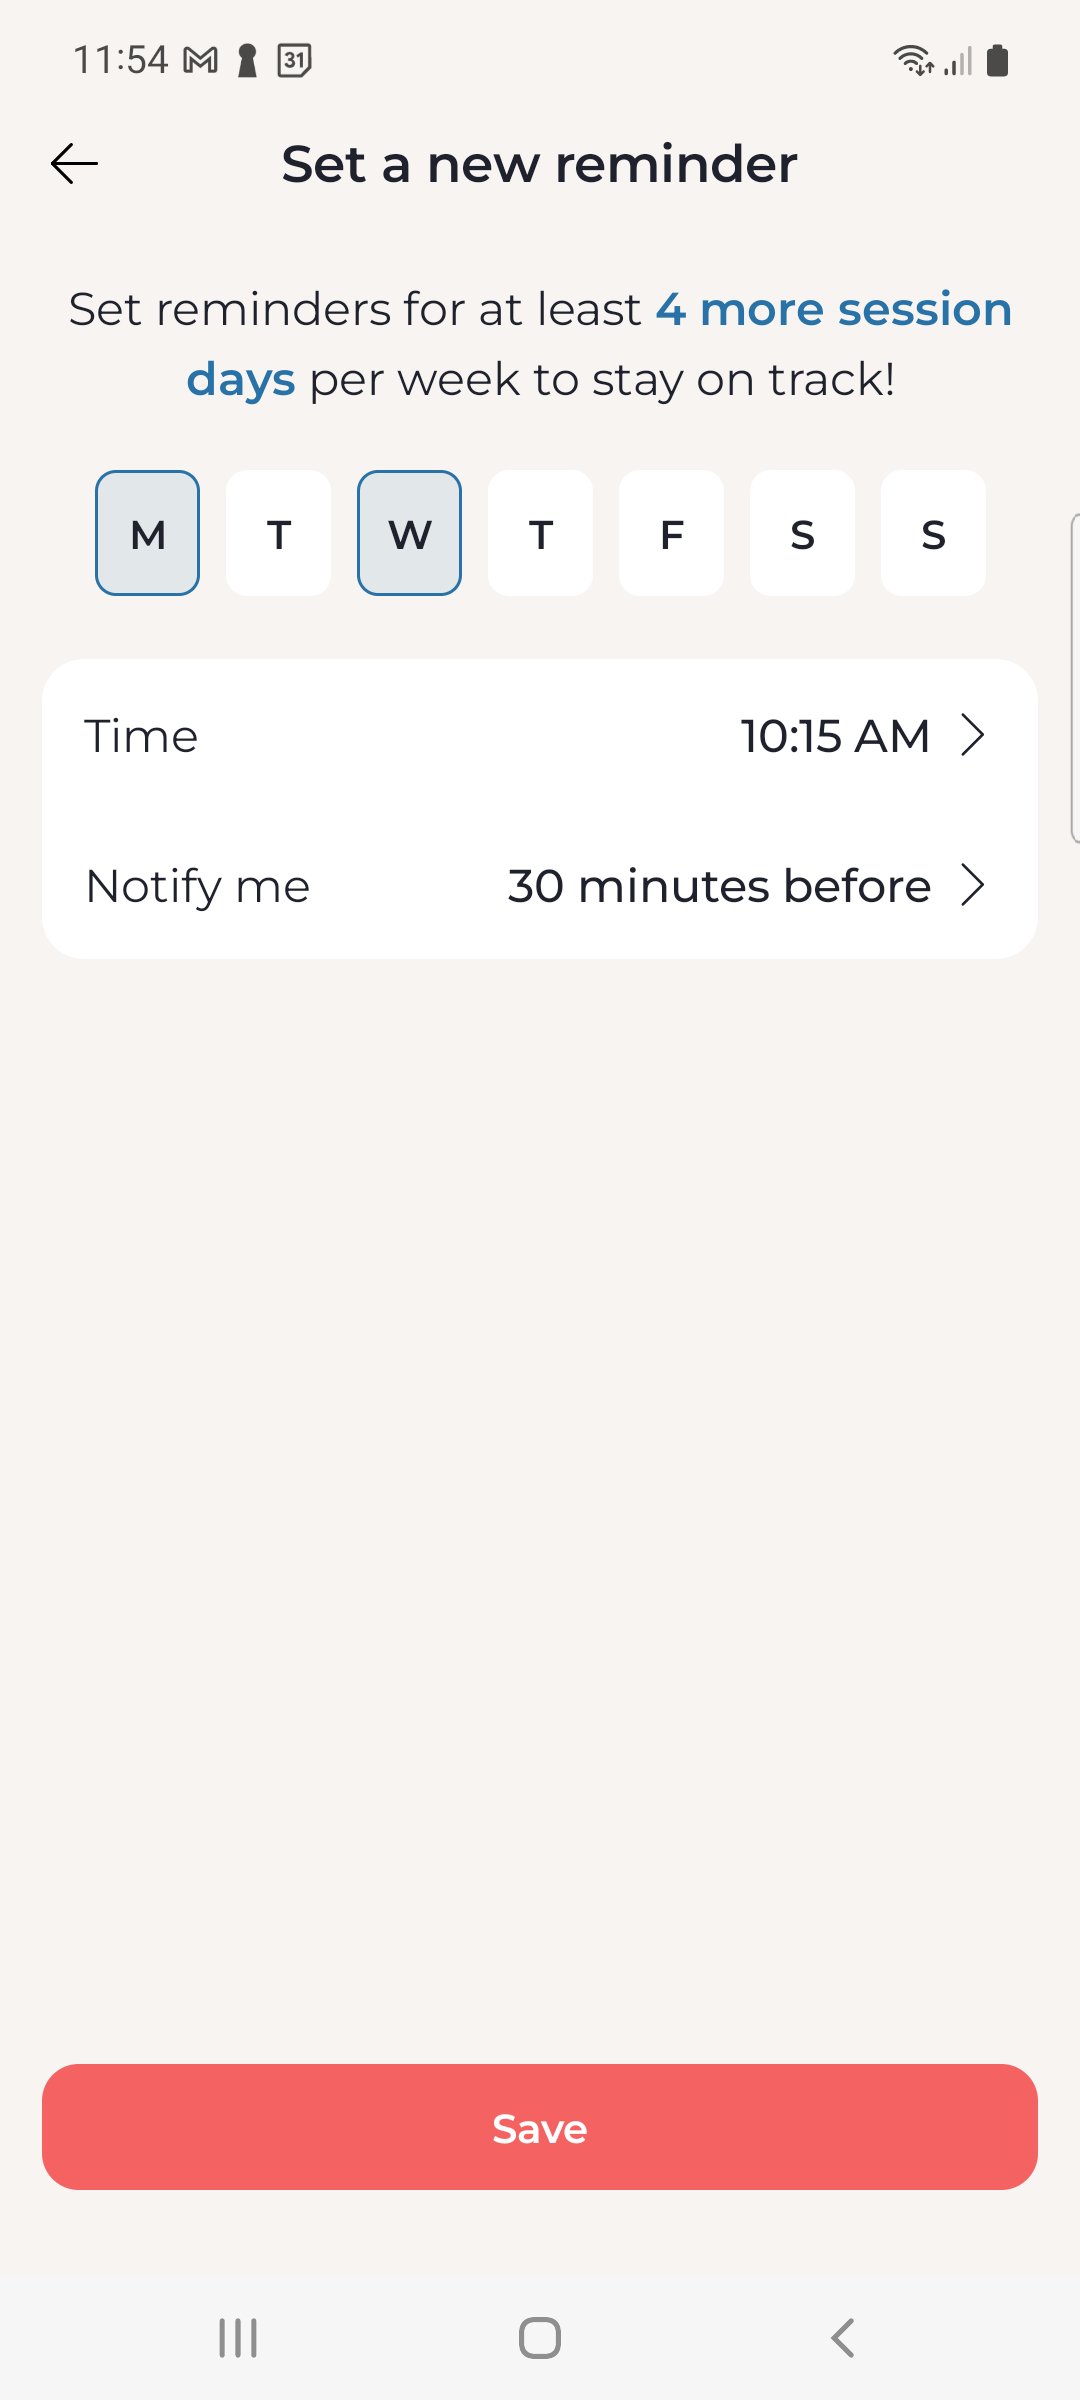 11:54 31
Set a new reminder
Set reminders for at least 4 more session
days per week to stay on track!
M T W T F S S
Time 10:15 AM
Notify me 30 minutes before
Save